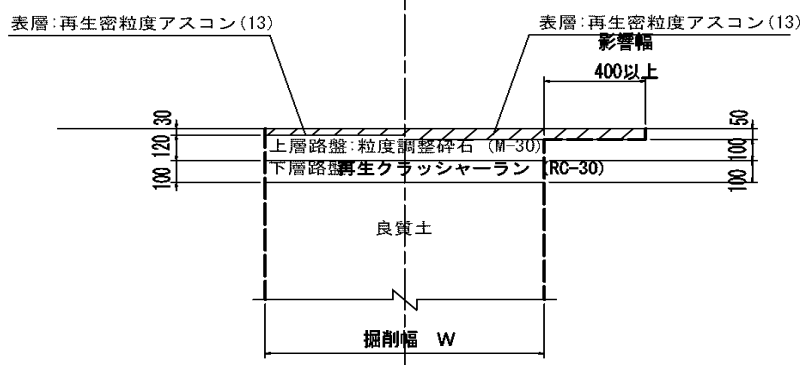 表層:再生密粒度アスコン(13)
表層:再生密粒度アスコン(13)
影響幅
400以上
30
120
100
50
100
100
上層路盤:粒度調整砕石 (M-30)
下層路盤再生クラッシャーラン (RC-30)
良質土
掘削幅 W